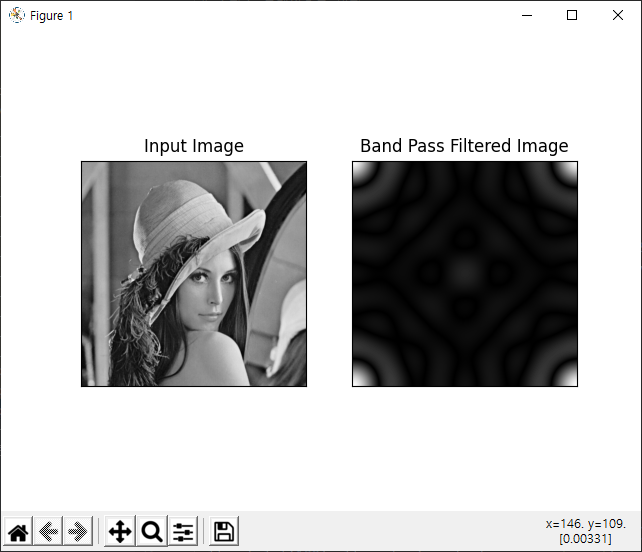 Figure 1
Input Image
Band Pass Filtered Image
x=146. y=109.
[0.00331]